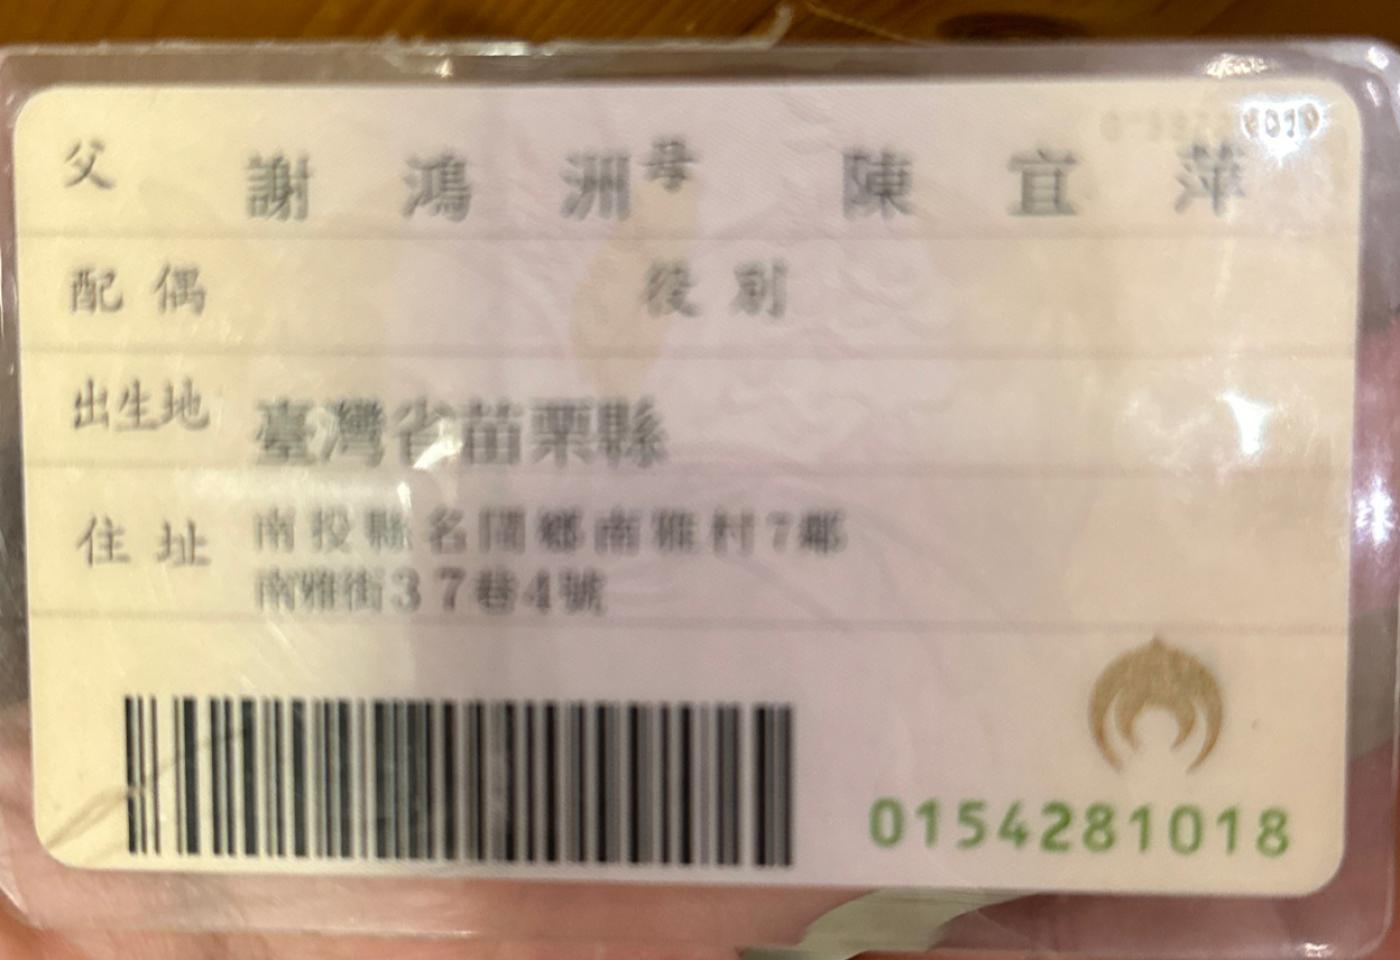 父 謝鴻洲 母 陳宜萍
配偶 役別
出生地 臺灣省苗栗縣
住址 南投縣名間鄉南雅村7鄰
南雅街37巷4號
0154281018